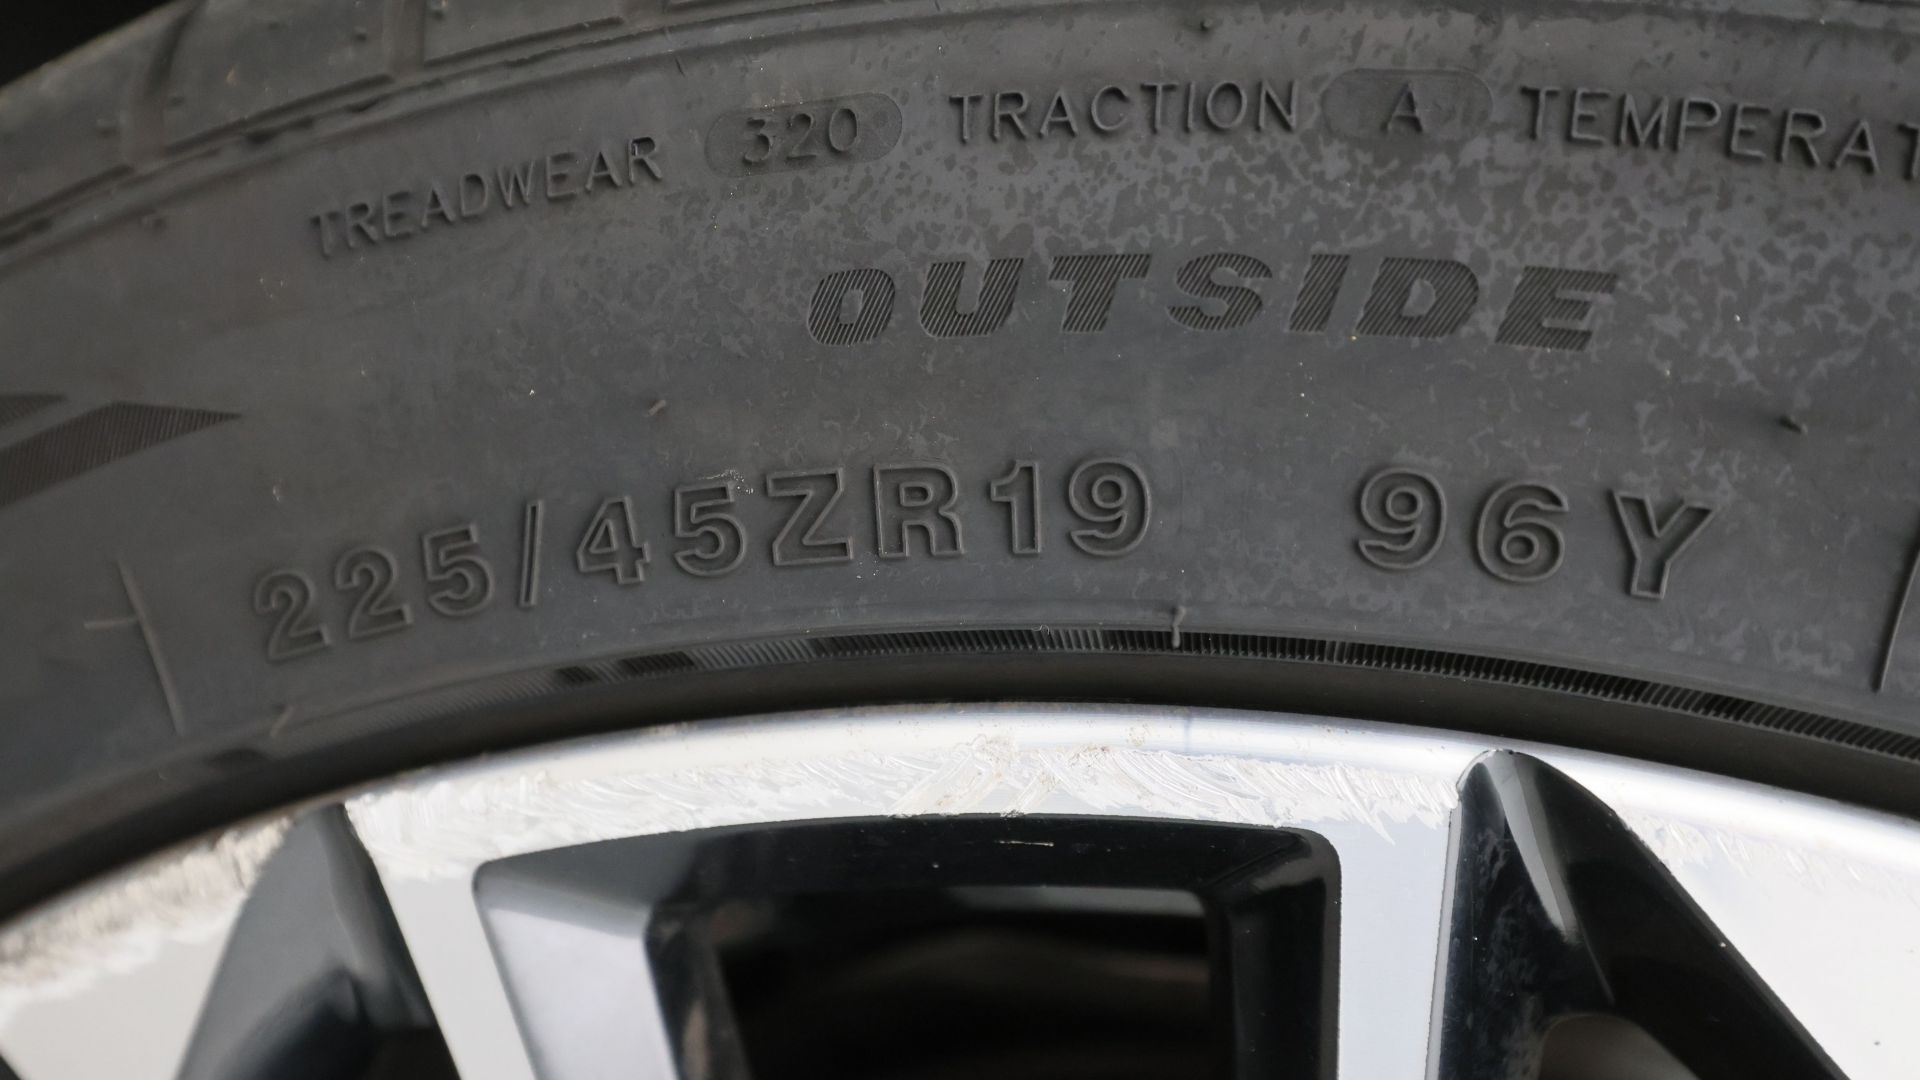 TREADWEAR 320 TRACTION A TEMPERAT
OUTSIDE
225/45ZR19 96Y